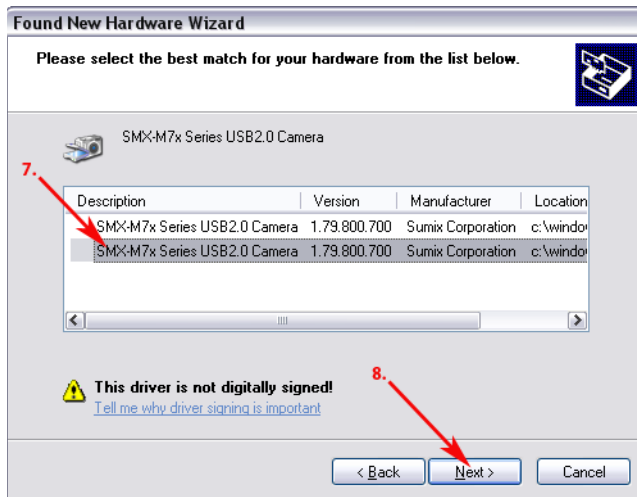 Found New Hardware Wizard
Please select the best match for your hardware from the list below.
SMX-M7x Series USB2.0 Camera
7.
Description Version Manufacturer Location
SMX-M7x Series USB2.0 Camera 1.79.800.700 Sumix Corporation c:\windo
SMX-M7x Series USB2.0 Camera 1.79.800.700 Sumix Corporation c:\windo
8.
This driver is not digitally signed!
Tell me why driver signing is important
< Back Next > Cancel